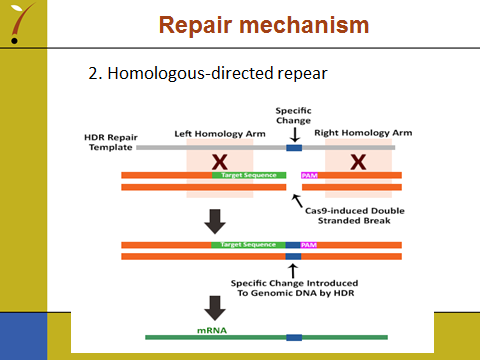 Repair mechanism
2. Homologous-directed repear
Specific
Change
HDR Repair
Template
Left Homology Arm
Right Homology Arm
X
X
Target Sequence
PAM
Cas9-induced Double
Stranded Break
Target Sequence
PAM
Specific Change Introduced
To Genomic DNA by HDR
mRNA